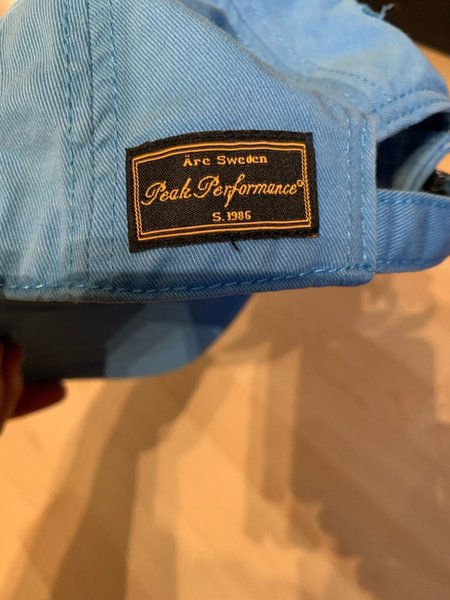 Åre Sweden
Peak Performance®
S. 1986